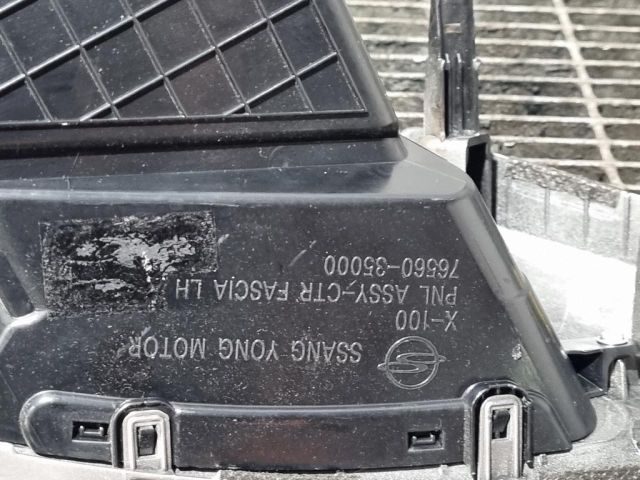 SSANG YONG MOTOR
X-100
PNL ASSY-CTR FASCIA LH
76560-35000